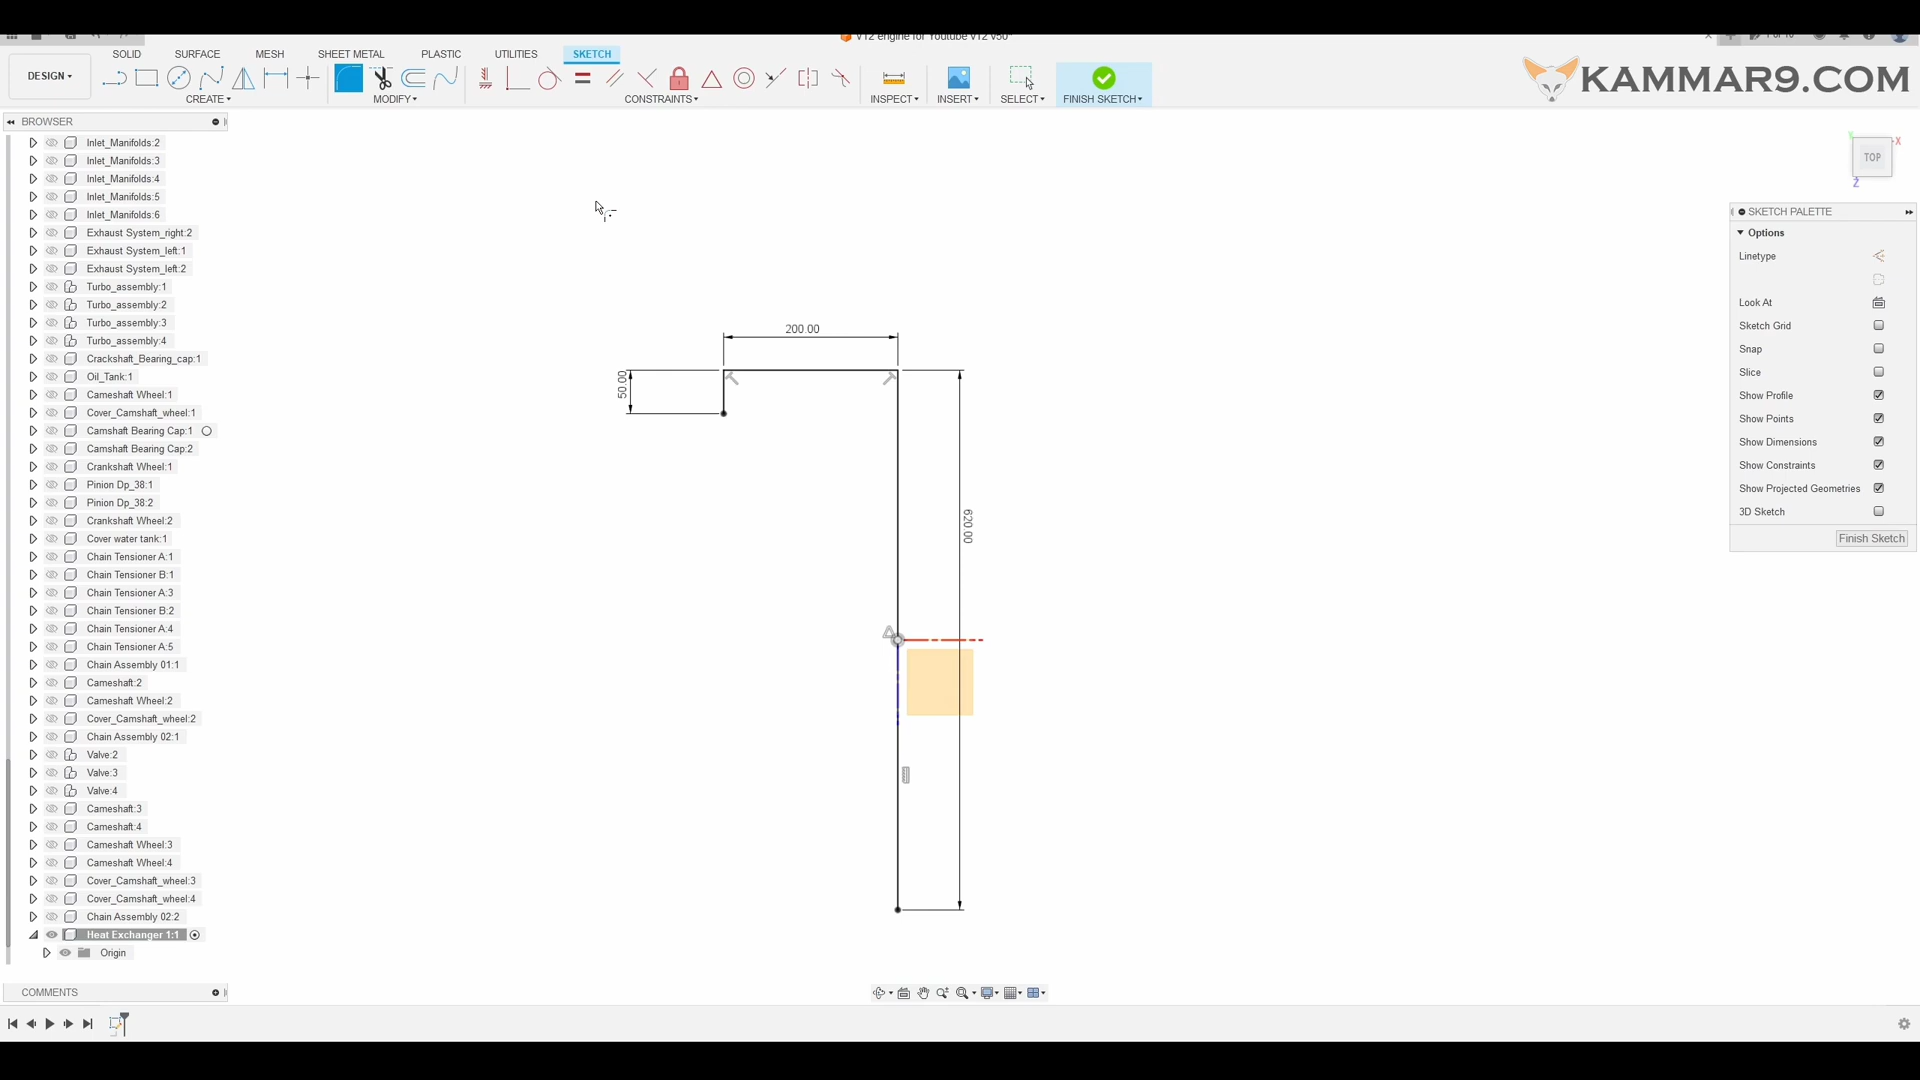 V12 engine for Youtube V12 v50*
1 of 10
SOLID SURFACE MESH SHEET METAL PLASTIC UTILITIES SKETCH
DESIGN
CREATE MODIFY CONSTRAINTS INSPECT INSERT SELECT FINISH SKETCH
KAMMAR9.COM
BROWSER
Inlet_Manifolds:2
Inlet_Manifolds:3
Inlet_Manifolds:4
Inlet_Manifolds:5
Inlet_Manifolds:6
Exhaust System_right:2
Exhaust System_left:1
Exhaust System_left:2
Turbo_assembly:1
Turbo_assembly:2
Turbo_assembly:3
Turbo_assembly:4
Crackshaft_Bearing_cap:1
Oil_Tank:1
Cameshaft Wheel:1
Cover_Camshaft_wheel:1
Camshaft Bearing Cap:1
Camshaft Bearing Cap:2
Crankshaft Wheel:1
Pinion Dp_38:1
Pinion Dp_38:2
Crankshaft Wheel:2
Cover water tank:1
Chain Tensioner A:1
Chain Tensioner B:1
Chain Tensioner A:3
Chain Tensioner B:2
Chain Tensioner A:4
Chain Tensioner A:5
Chain Assembly 01:1
Cameshaft:2
Cameshaft Wheel:2
Cover_Camshaft_wheel:2
Chain Assembly 02:1
Valve:2
Valve:3
Valve:4
Cameshaft:3
Cameshaft:4
Cameshaft Wheel:3
Cameshaft Wheel:4
Cover_Camshaft_wheel:3
Cover_Camshaft_wheel:4
Chain Assembly 02:2
Heat Exchanger 1:1
Origin
COMMENTS
200.00
50.00
620.00
Y
X
TOP
Z
SKETCH PALETTE
Options
Linetype
Look At
Sketch Grid
Snap
Slice
Show Profile
Show Points
Show Dimensions
Show Constraints
Show Projected Geometries
3D Sketch
Finish Sketch